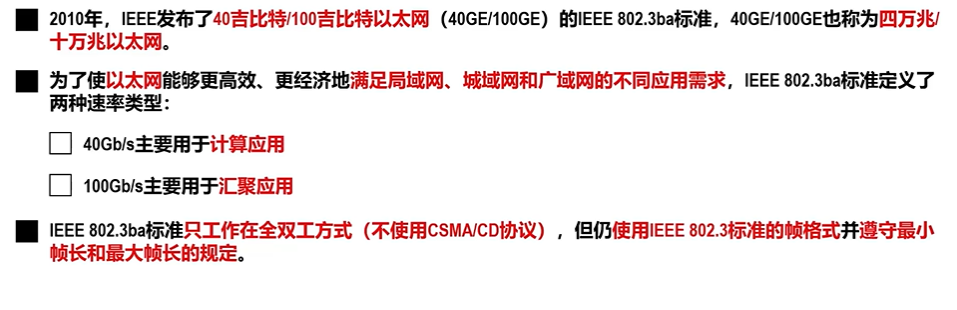 2010年，IEEE发布了40吉比特/100吉比特以太网（40GE/100GE）的IEEE 802.3ba标准，40GE/100GE也称为四万兆/
十万兆以太网。
为了使以太网能够更高效、更经济地满足局域网、城域网和广域网的不同应用需求，IEEE 802.3ba标准定义了
两种速率类型：
40Gb/s主要用于计算应用
100Gb/s主要用于汇聚应用
IEEE 802.3ba标准只工作在全双工方式（不使用CSMA/CD协议），但仍使用IEEE 802.3标准的帧格式并遵守最小
帧长和最大帧长的规定。